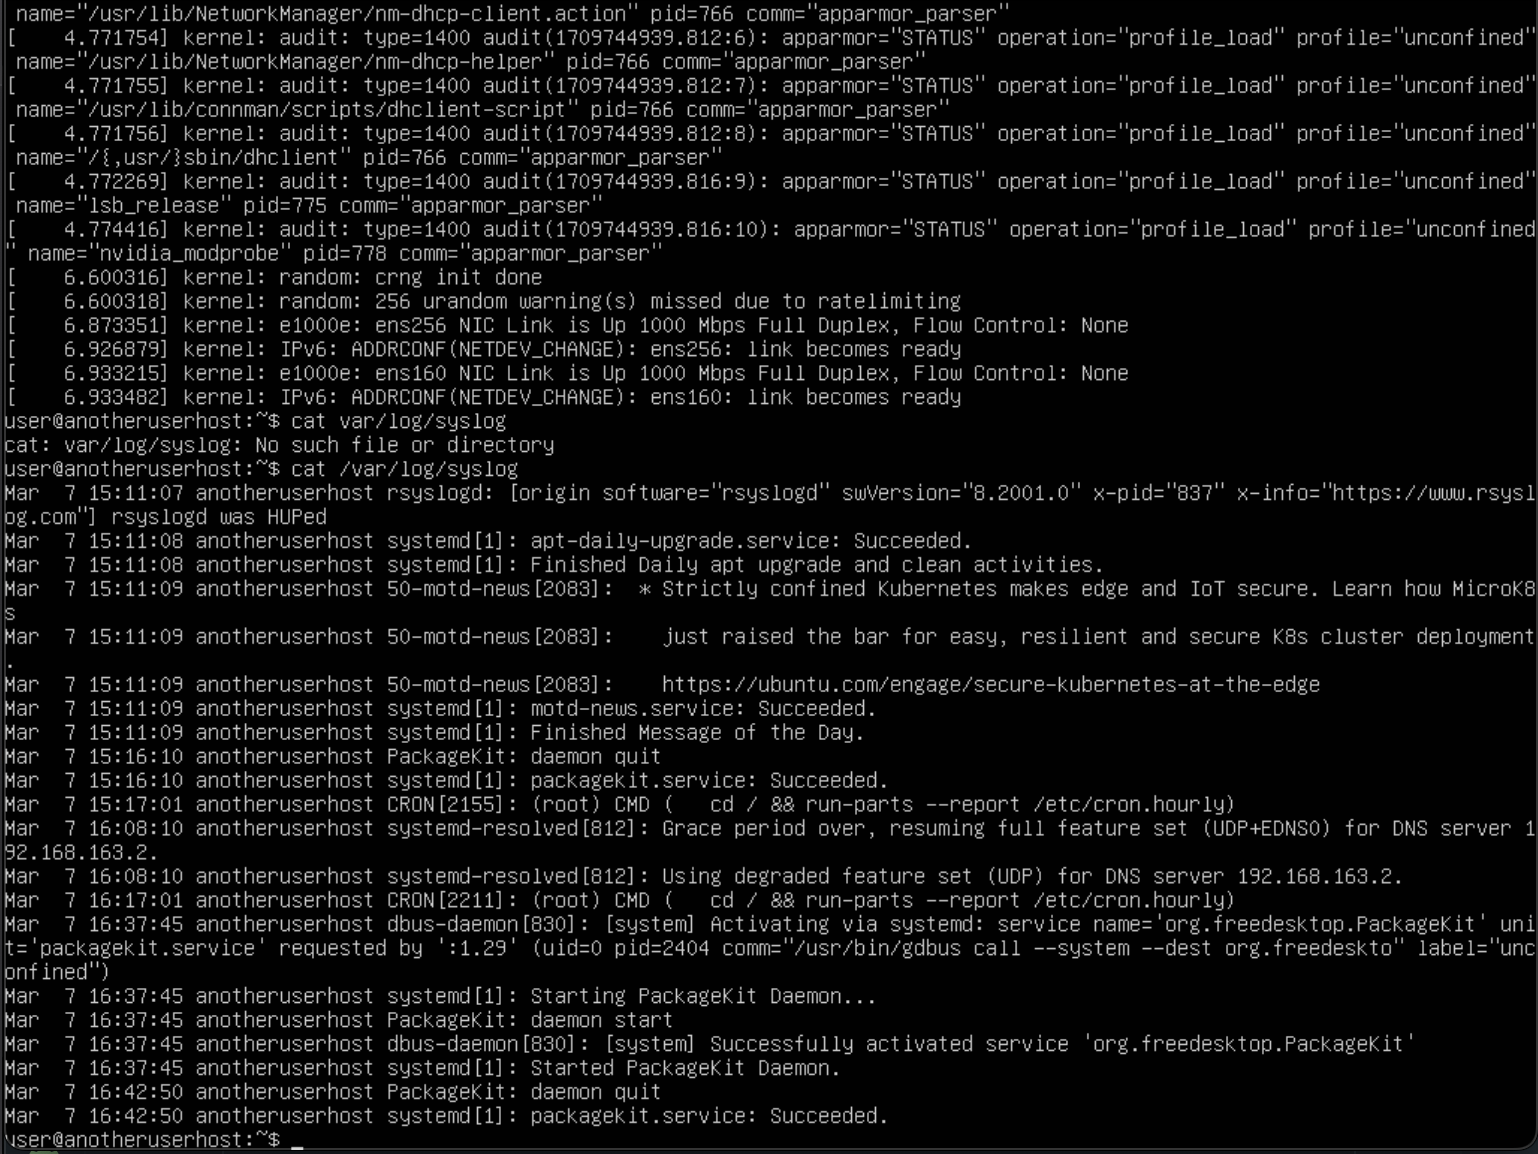 name="/usr/lib/NetworkManager/nm-dhcp-client.action" pid=766 comm="apparmor_parser"
[    4.771754] kernel: audit: type=1400 audit(1709744939.812:6): apparmor="STATUS" operation="profile_load" profile="unconfined"
name="/usr/lib/NetworkManager/nm-dhcp-helper" pid=766 comm="apparmor_parser"
[    4.771755] kernel: audit: type=1400 audit(1709744939.812:7): apparmor="STATUS" operation="profile_load" profile="unconfined"
name="/usr/lib/connman/scripts/dhclient-script" pid=766 comm="apparmor_parser"
[    4.771756] kernel: audit: type=1400 audit(1709744939.812:8): apparmor="STATUS" operation="profile_load" profile="unconfined"
name="/{,usr/}sbin/dhclient" pid=766 comm="apparmor_parser"
[    4.772269] kernel: audit: type=1400 audit(1709744939.816:9): apparmor="STATUS" operation="profile_load" profile="unconfined"
name="lsb_release" pid=775 comm="apparmor_parser"
[    4.774416] kernel: audit: type=1400 audit(1709744939.816:10): apparmor="STATUS" operation="profile_load" profile="unconfined
" name="nvidia_modprobe" pid=778 comm="apparmor_parser"
[    6.600316] kernel: random: crng init done
[    6.600318] kernel: random: 256 urandom warning(s) missed due to ratelimiting
[    6.873351] kernel: e1000e: ens256 NIC Link is Up 1000 Mbps Full Duplex, Flow Control: None
[    6.926879] kernel: IPv6: ADDRCONF(NETDEV_CHANGE): ens256: link becomes ready
[    6.933215] kernel: e1000e: ens160 NIC Link is Up 1000 Mbps Full Duplex, Flow Control: None
[    6.933482] kernel: IPv6: ADDRCONF(NETDEV_CHANGE): ens160: link becomes ready
user@anotheruserhost:~$ cat var/log/syslog
cat: var/log/syslog: No such file or directory
user@anotheruserhost:~$ cat /var/log/syslog
Mar  7 15:11:07 anotheruserhost rsyslogd: [origin software="rsyslogd" swVersion="8.2001.0" x-pid="837" x-info="https://www.rsysl
og.com"] rsyslogd was HUPed
Mar  7 15:11:08 anotheruserhost systemd[1]: apt-daily-upgrade.service: Succeeded.
Mar  7 15:11:08 anotheruserhost systemd[1]: Finished Daily apt upgrade and clean activities.
Mar  7 15:11:09 anotheruserhost 50-motd-news[2083]:  * Strictly confined Kubernetes makes edge and IoT secure. Learn how MicroK8
s
Mar  7 15:11:09 anotheruserhost 50-motd-news[2083]:    just raised the bar for easy, resilient and secure K8s cluster deployment
.
Mar  7 15:11:09 anotheruserhost 50-motd-news[2083]:    https://ubuntu.com/engage/secure-kubernetes-at-the-edge
Mar  7 15:11:09 anotheruserhost systemd[1]: motd-news.service: Succeeded.
Mar  7 15:11:09 anotheruserhost systemd[1]: Finished Message of the Day.
Mar  7 15:16:10 anotheruserhost PackageKit: daemon quit
Mar  7 15:16:10 anotheruserhost systemd[1]: packagekit.service: Succeeded.
Mar  7 15:17:01 anotheruserhost CRON[2155]: (root) CMD (   cd / && run-parts --report /etc/cron.hourly)
Mar  7 16:08:10 anotheruserhost systemd-resolved[812]: Grace period over, resuming full feature set (UDP+EDNS0) for DNS server 1
92.168.163.2.
Mar  7 16:08:10 anotheruserhost systemd-resolved[812]: Using degraded feature set (UDP) for DNS server 192.168.163.2.
Mar  7 16:17:01 anotheruserhost CRON[2211]: (root) CMD (   cd / && run-parts --report /etc/cron.hourly)
Mar  7 16:37:45 anotheruserhost dbus-daemon[830]: [system] Activating via systemd: service name='org.freedesktop.PackageKit' uni
t='packagekit.service' requested by ':1.29' (uid=0 pid=2404 comm="/usr/bin/gdbus call --system --dest org.freedeskto" label="unc
onfined")
Mar  7 16:37:45 anotheruserhost systemd[1]: Starting PackageKit Daemon...
Mar  7 16:37:45 anotheruserhost PackageKit: daemon start
Mar  7 16:37:45 anotheruserhost dbus-daemon[830]: [system] Successfully activated service 'org.freedesktop.PackageKit'
Mar  7 16:37:45 anotheruserhost systemd[1]: Started PackageKit Daemon.
Mar  7 16:42:50 anotheruserhost PackageKit: daemon quit
Mar  7 16:42:50 anotheruserhost systemd[1]: packagekit.service: Succeeded.
user@anotheruserhost:~$ _